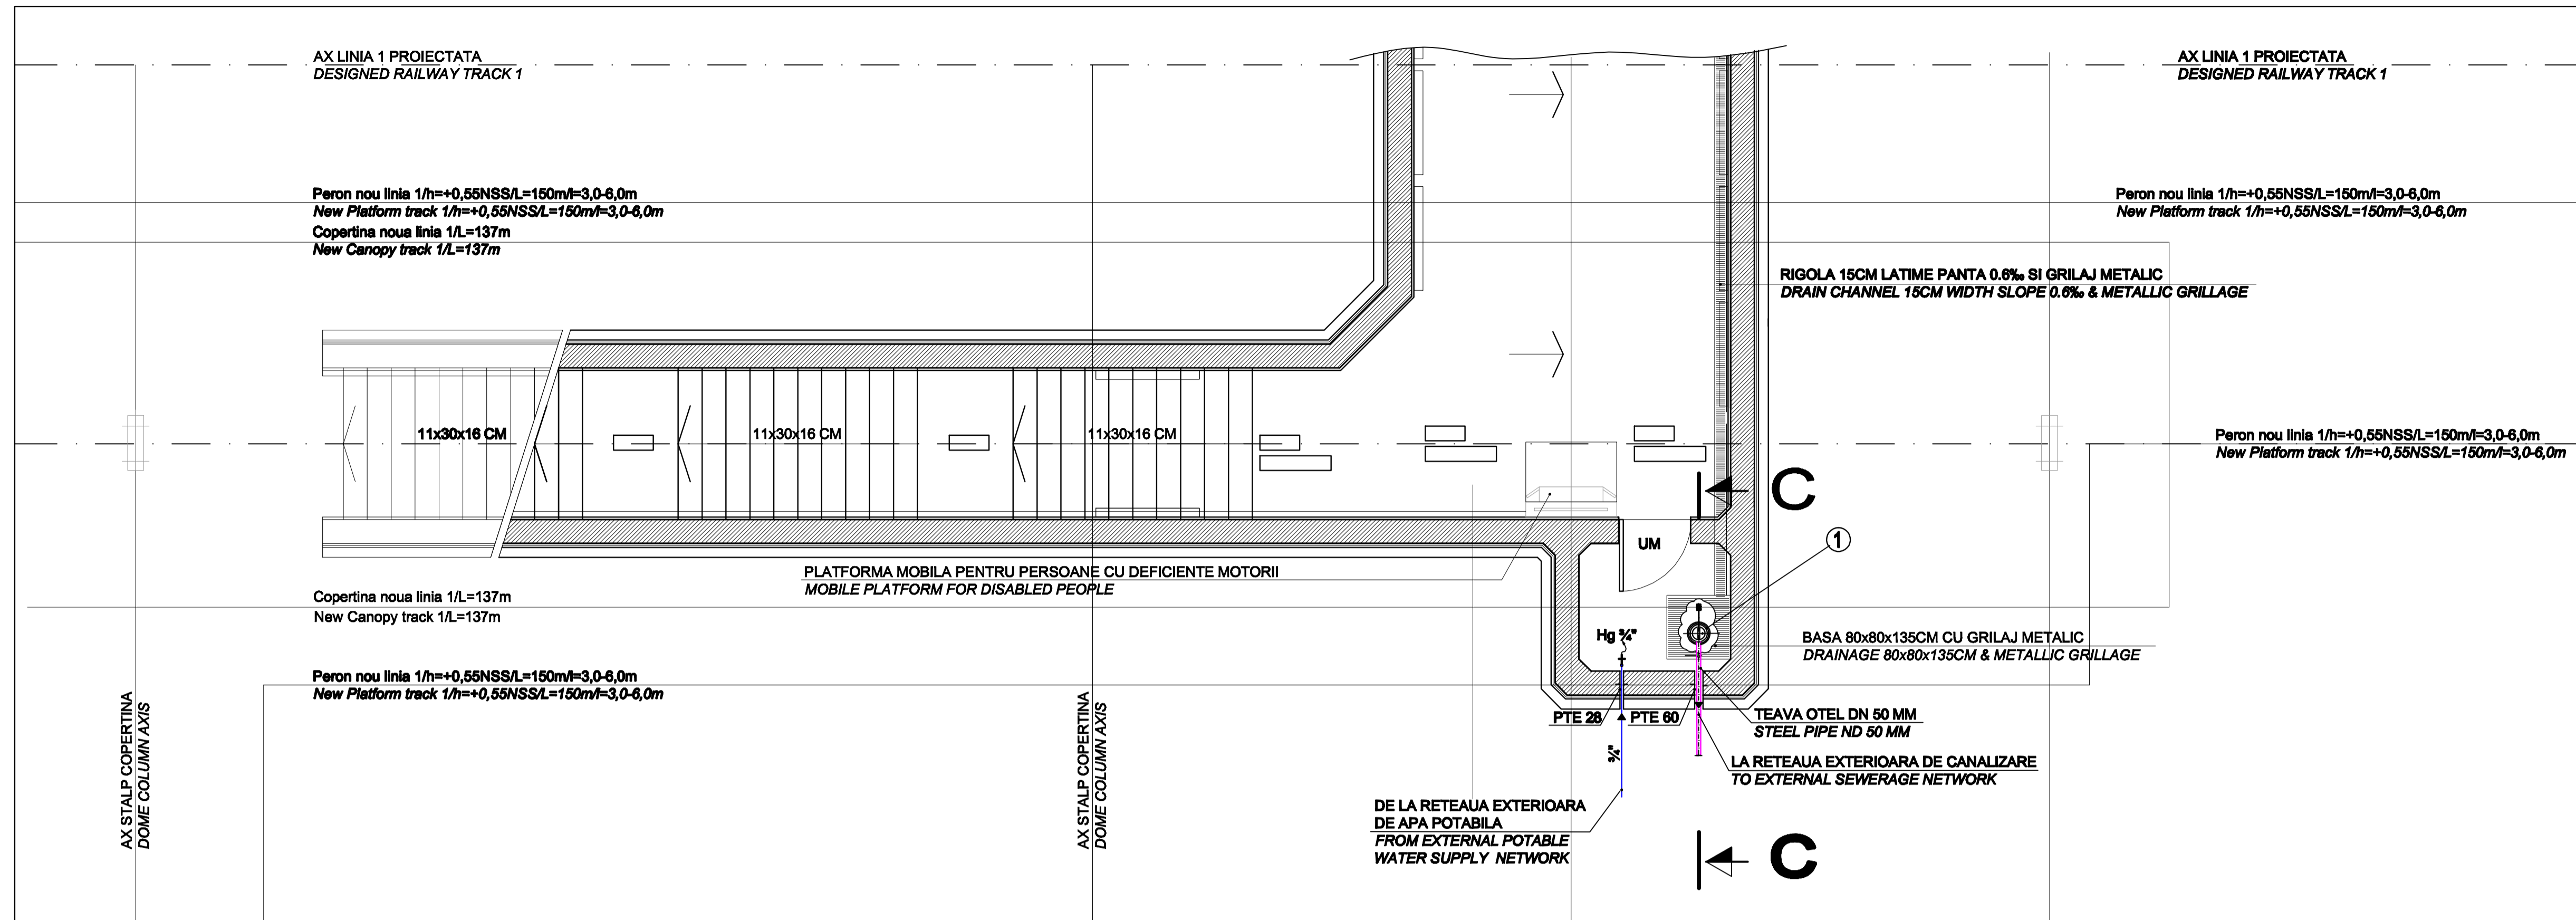 AX LINIA 1 PROIECTATA
DESIGNED RAILWAY TRACK 1
AX LINIA 1 PROIECTATA
DESIGNED RAILWAY TRACK 1
Peron nou linia 1/h=+0,55NSS/L=150m/l=3,0-6,0m
New Platform track 1/h=+0,55NSS/L=150m/l=3,0-6,0m
Copertina noua linia 1/L=137m
New Canopy track 1/L=137m
Peron nou linia 1/h=+0,55NSS/L=150m/l=3,0-6,0m
New Platform track 1/h=+0,55NSS/L=150m/l=3,0-6,0m
RIGOLA 15CM LATIME PANTA 0.6‰ SI GRILAJ METALIC
DRAIN CHANNEL 15CM WIDTH SLOPE 0.6‰ & METALLIC GRILLAGE
11x30x16 CM
11x30x16 CM
11x30x16 CM
Peron nou linia 1/h=+0,55NSS/L=150m/l=3,0-6,0m
New Platform track 1/h=+0,55NSS/L=150m/l=3,0-6,0m
C
1
UM
PLATFORMA MOBILA PENTRU PERSOANE CU DEFICIENTE MOTORII
MOBILE PLATFORM FOR DISABLED PEOPLE
Copertina noua linia 1/L=137m
New Canopy track 1/L=137m
Hg ¾"
BASA 80x80x135CM CU GRILAJ METALIC
DRAINAGE 80x80x135CM & METALLIC GRILLAGE
Peron nou linia 1/h=+0,55NSS/L=150m/l=3,0-6,0m
New Platform track 1/h=+0,55NSS/L=150m/l=3,0-6,0m
PTE 28
PTE 60
TEAVA OTEL DN 50 MM
STEEL PIPE ND 50 MM
¾"
LA RETEAUA EXTERIOARA DE CANALIZARE
TO EXTERNAL SEWERAGE NETWORK
AX STALP COPERTINA
DOME COLUMN AXIS
AX STALP COPERTINA
DOME COLUMN AXIS
DE LA RETEAUA EXTERIOARA
DE APA POTABILA
FROM EXTERNAL POTABLE
WATER SUPPLY NETWORK
C